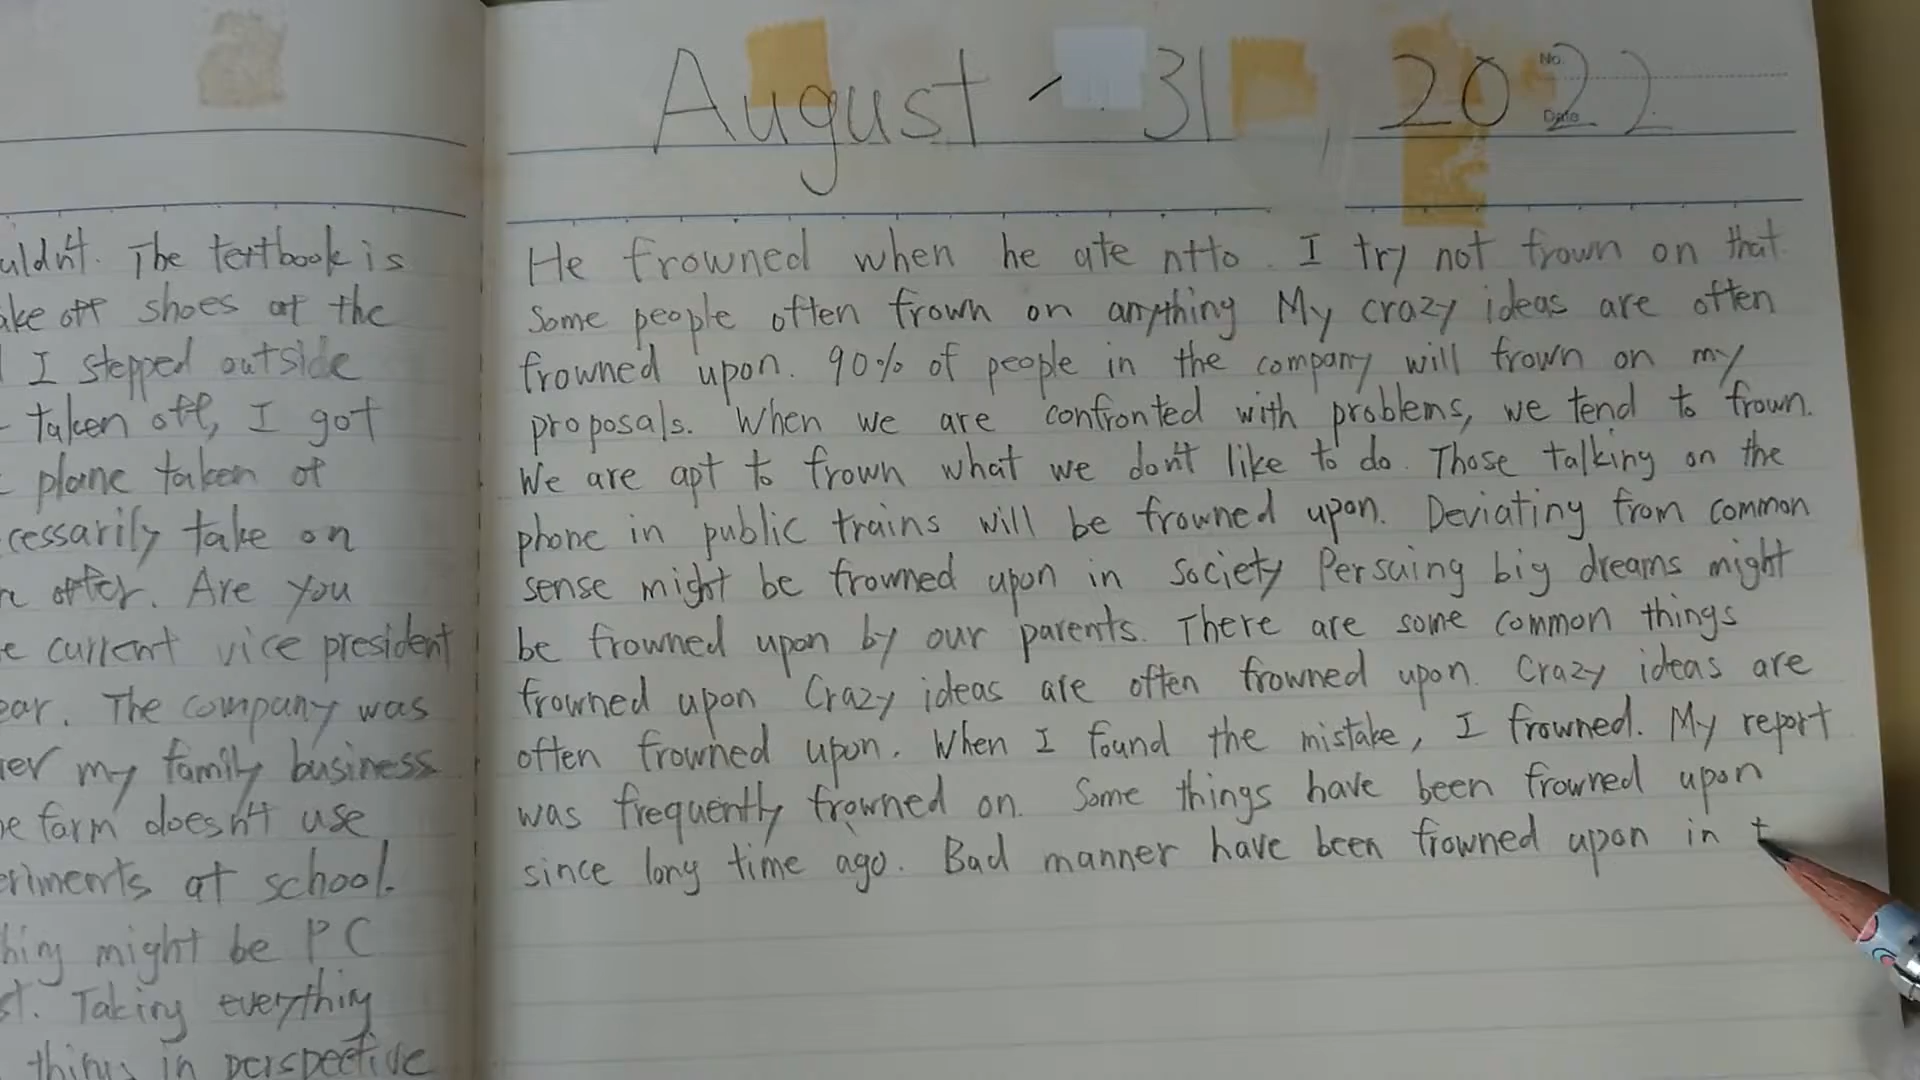 August 31, 2022
No.
Date
uldn't. The textbook is
ake off shoes at the
I stepped outside
taken off, I got
plane taken of
cessarily take on
offer. Are you
e current vice president
ear. The company was
er my family business
e farm doesn't use
eriments at school.
hing might be PC
st. Taking everything
things in perspective
He frowned when he ate ntto. I try not frown on that.
Some people often frown on anything My crazy ideas are often
frowned upon. 90% of people in the company will frown on my
proposals. When we are confronted with problems, we tend to frown.
We are apt to frown what we don't like to do. Those talking on the
phone in public trains will be frowned upon. Deviating from common
sense might be frowned upon in society Persuing big dreams might
be frowned upon by our parents. There are some common things
frowned upon Crazy ideas are often frowned upon. Crazy ideas are
often frowned upon. When I found the mistake, I frowned. My report
was frequently frowned on. Some things have been frowned upon
since long time ago. Bad manner have been frowned upon in t